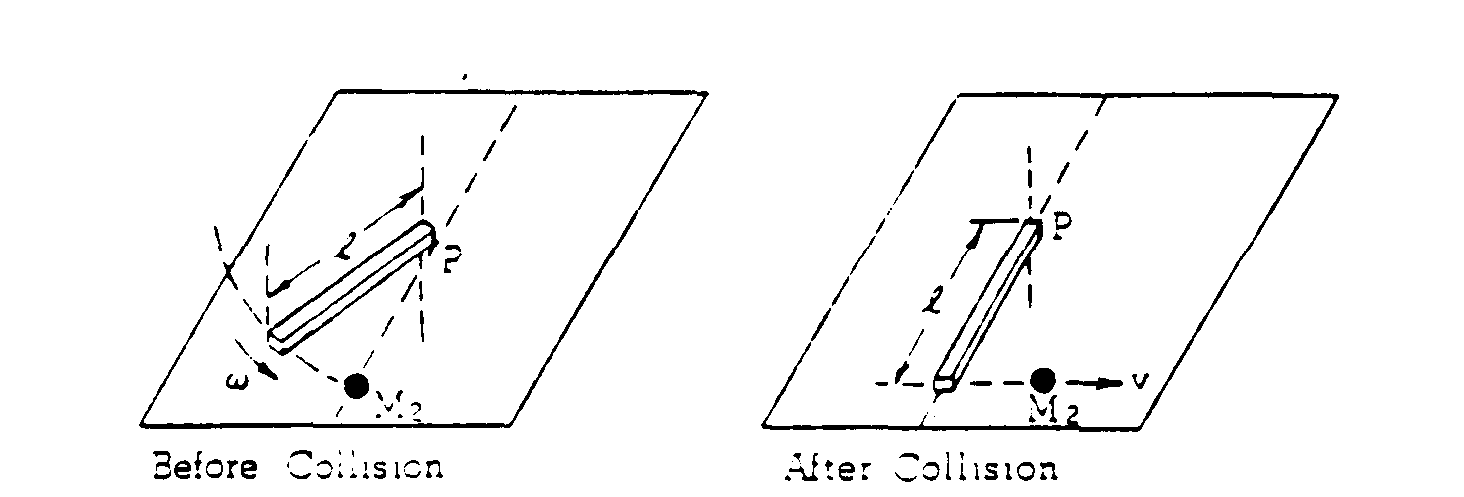 ℓ
P
ω
M₂
Before Collision
P
ℓ
v
M₂
After Collision